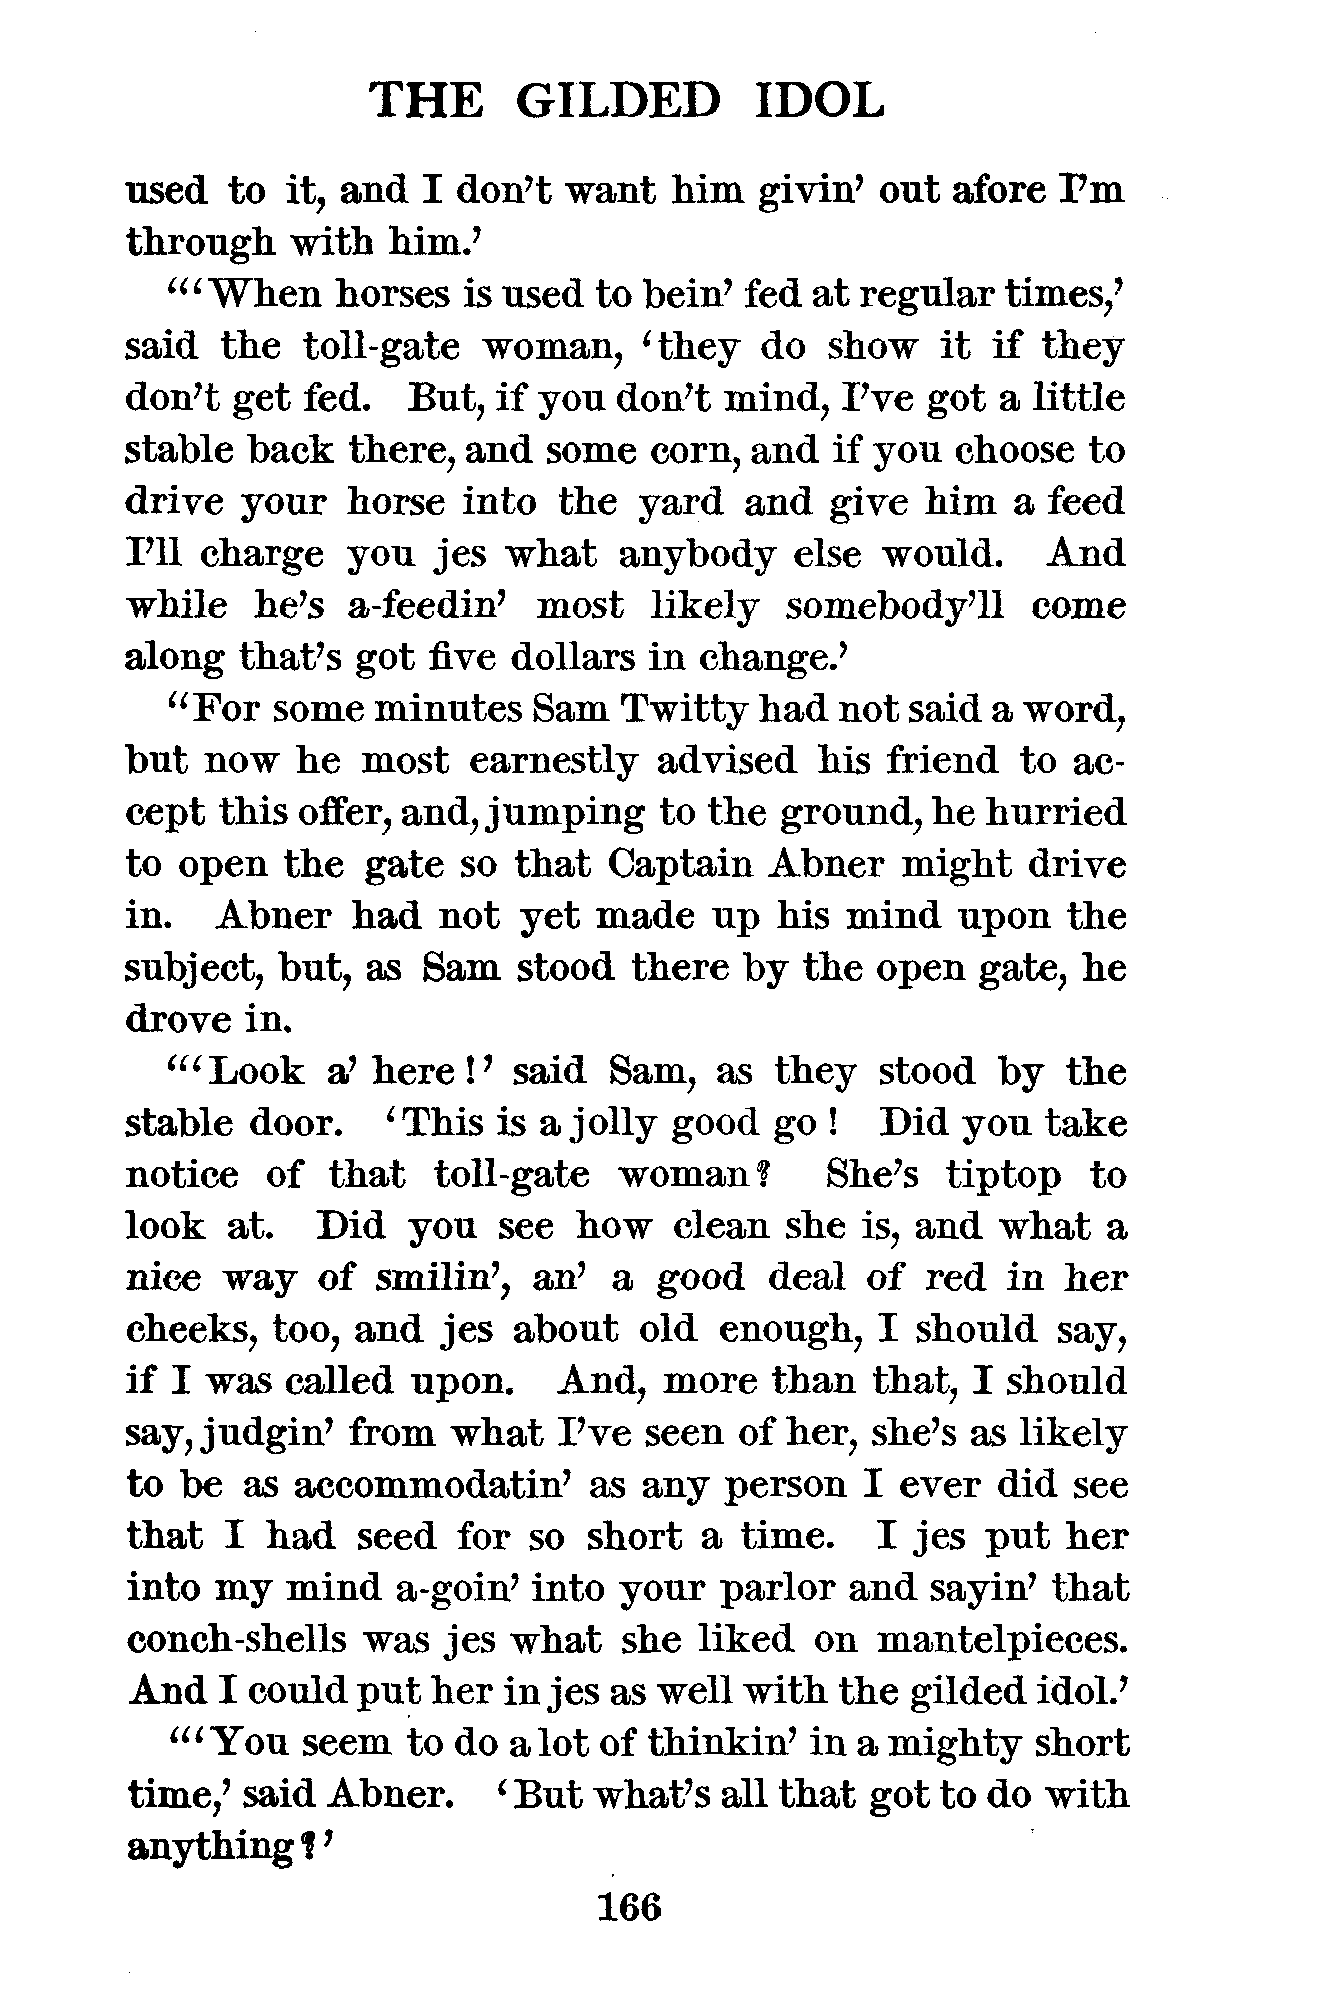 THE GILDED IDOL
used to it, and I don't want him givin' out afore I'm
through with him.'
"'When horses is used to bein' fed at regular times,'
said the toll-gate woman, 'they do show it if they
don't get fed. But, if you don't mind, I've got a little
stable back there, and some corn, and if you choose to
drive your horse into the yard and give him a feed
I'll charge you jes what anybody else would. And
while he's a-feedin' most likely somebody'll come
along that's got five dollars in change.'
"For some minutes Sam Twitty had not said a word,
but now he most earnestly advised his friend to ac-
cept this offer, and, jumping to the ground, he hurried
to open the gate so that Captain Abner might drive
in. Abner had not yet made up his mind upon the
subject, but, as Sam stood there by the open gate, he
drove in.
"'Look a' here!' said Sam, as they stood by the
stable door. 'This is a jolly good go! Did you take
notice of that toll-gate woman? She's tiptop to
look at. Did you see how clean she is, and what a
nice way of smilin', an' a good deal of red in her
cheeks, too, and jes about old enough, I should say,
if I was called upon. And, more than that, I should
say, judgin' from what I've seen of her, she's as likely
to be as accommodatin' as any person I ever did see
that I had seed for so short a time. I jes put her
into my mind a-goin' into your parlor and sayin' that
conch-shells was jes what she liked on mantelpieces.
And I could put her in jes as well with the gilded idol.'
"'You seem to do a lot of thinkin' in a mighty short
time,' said Abner. 'But what's all that got to do with
anything?'
166